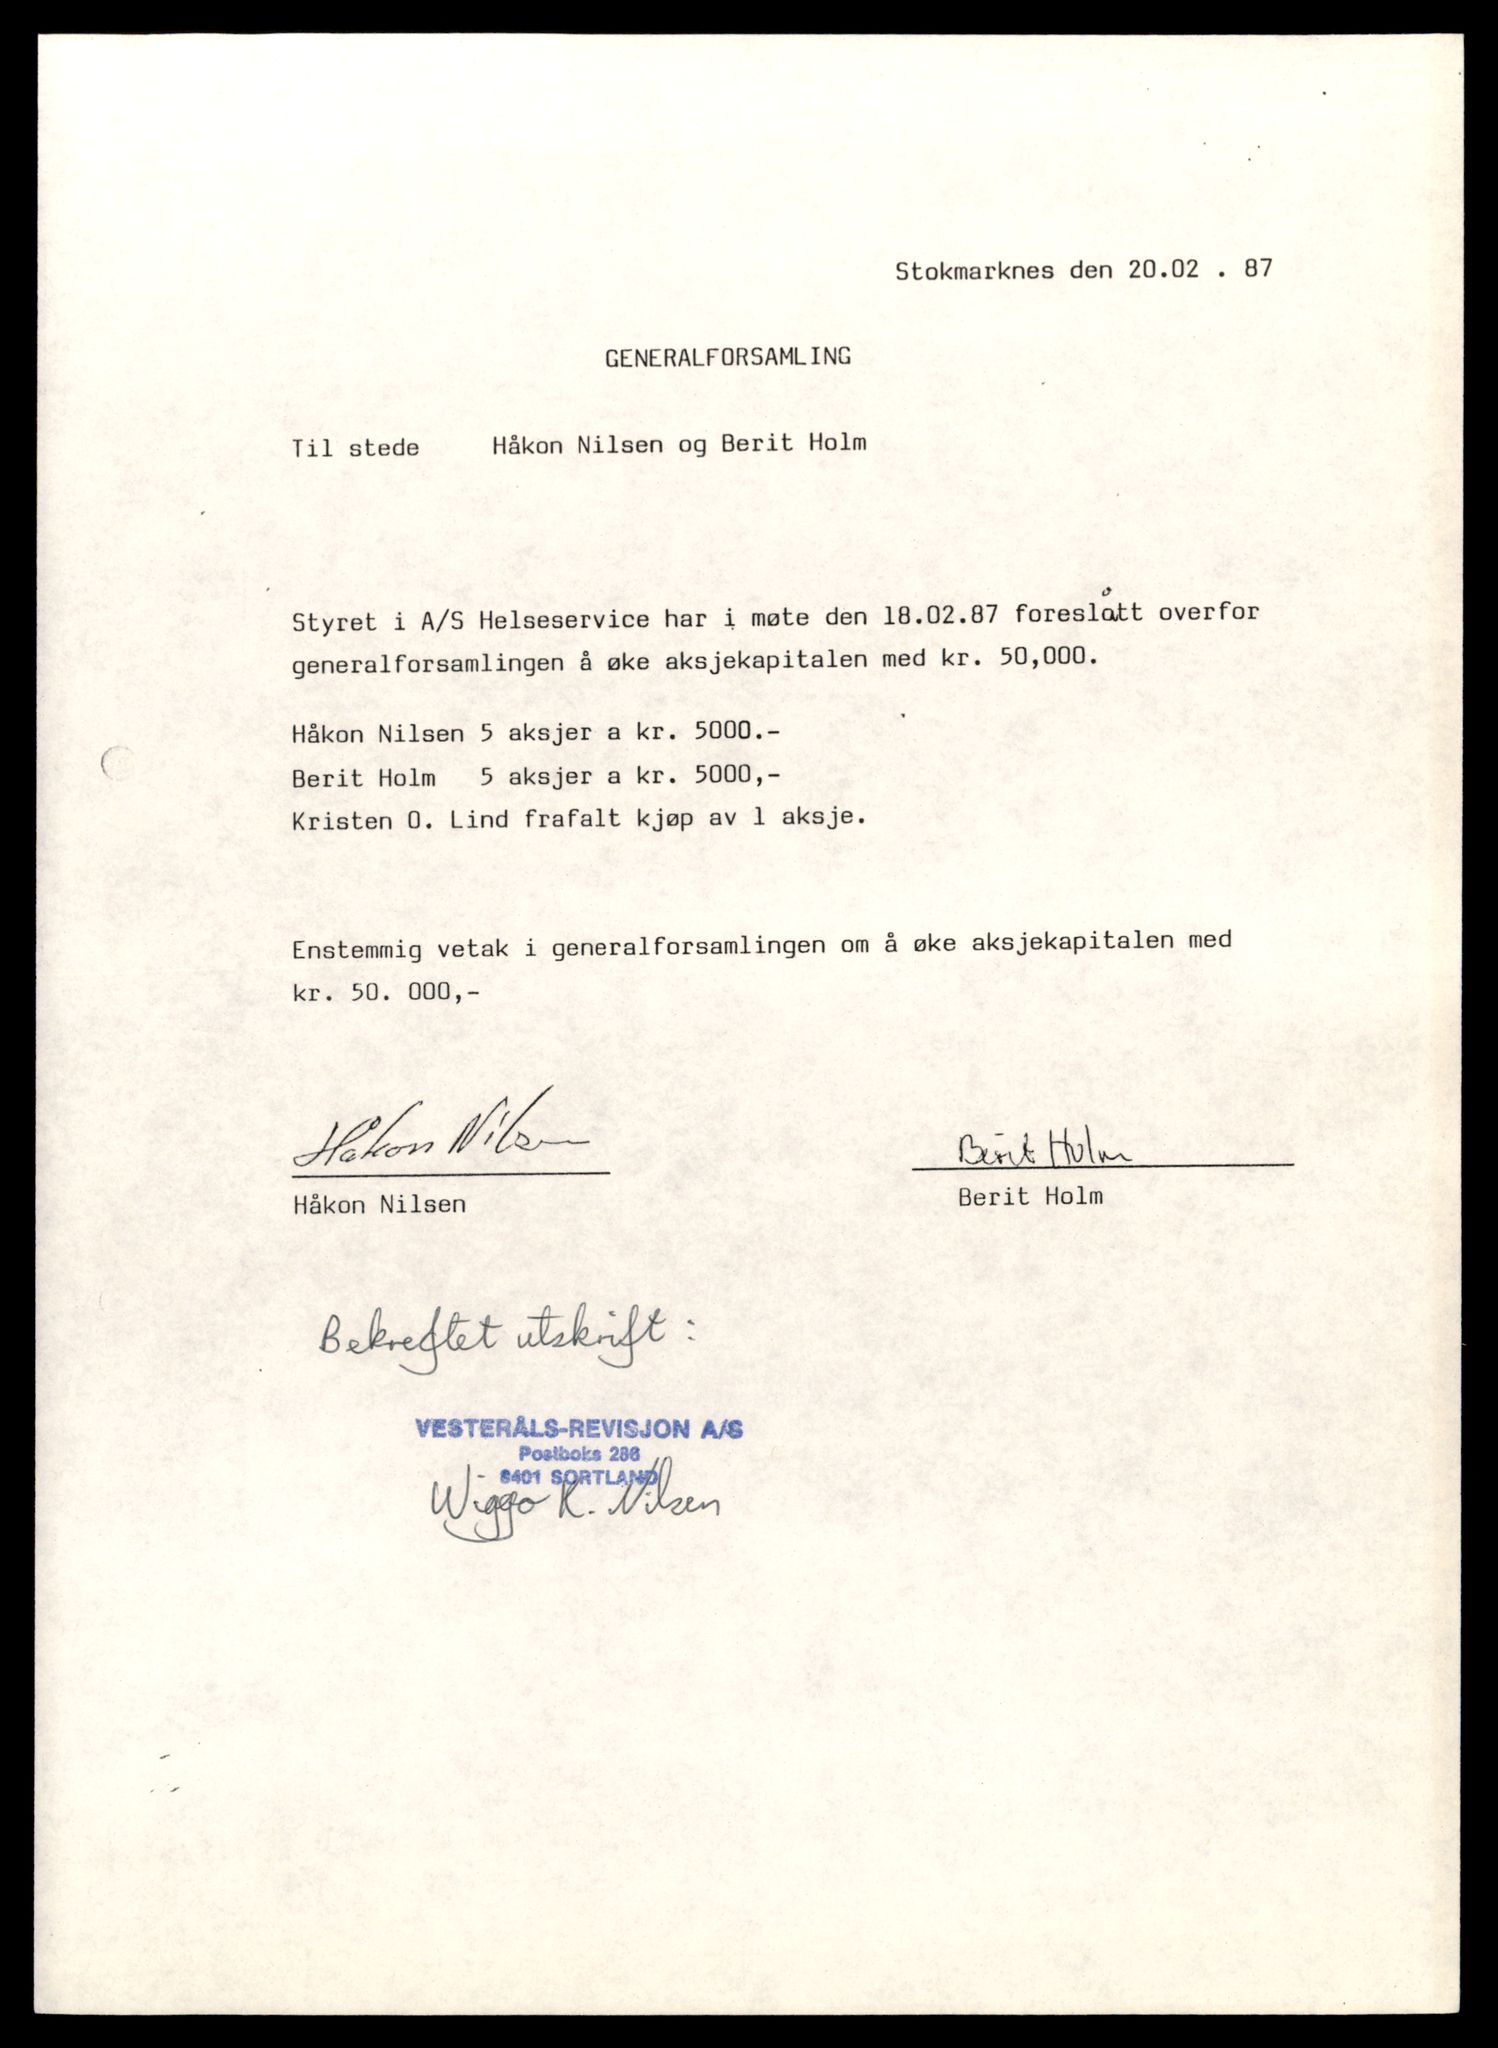 Stokmarknes den 20.02 . 87
GENERALFORSAMLING
Til stede Håkon Nilsen og Berit Holm
Styret i A/S Helseservice har i møte den 18.02.87 foreslått overfor
generalforsamlingen å øke aksjekapitalen med kr. 50,000.
Håkon Nilsen 5 aksjer a kr. 5000.-
Berit Holm 5 aksjer a kr. 5000,-
Kristen O. Lind frafalt kjøp av 1 aksje.
Enstemmig vetak i generalforsamlingen om å øke aksjekapitalen med
kr. 50. 000,-
Håkon Nilsen
Berit Holm
Håkon Nilsen
Berit Holm
Bekreftet utskrift:
VESTERÅLS-REVISJON A/S
Postboks 286
8401 SORTLAND
Wiggo K. Nilsen